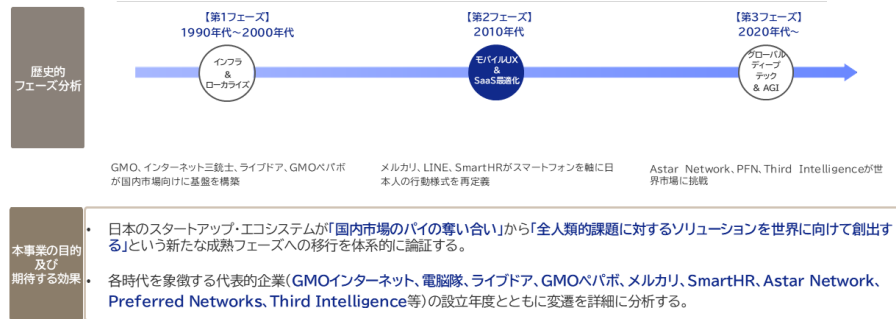 【第1フェーズ】
1990年代～2000年代
【第2フェーズ】
2010年代
【第3フェーズ】
2020年代～
歴史的
フェーズ分析
インフラ
&
ローカライズ
モバイルUX
&
SaaS最適化
グローバル
ディープ
テック
& AGI
GMO、インターネット三銃士、ライブドア、GMOペパボ
が国内市場向けに基盤を構築
メルカリ、LINE、SmartHRがスマートフォンを軸に日
本人の行動様式を再定義
Astar Network、PFN、Third Intelligenceが世
界市場に挑戦
本事業の目的
及び
期待する効果
• 日本のスタートアップ・エコシステムが「国内市場のパイの奪い合い」から「全人類的課題に対するソリューションを世界に向けて創出す
る」という新たな成熟フェーズへの移行を体系的に論証する。
• 各時代を象徴する代表的企業(GMOインターネット、電脳隊、ライブドア、GMOペパボ、メルカリ、SmartHR、Astar Network、
Preferred Networks、Third Intelligence等)の設立年度とともに変遷を詳細に分析する。